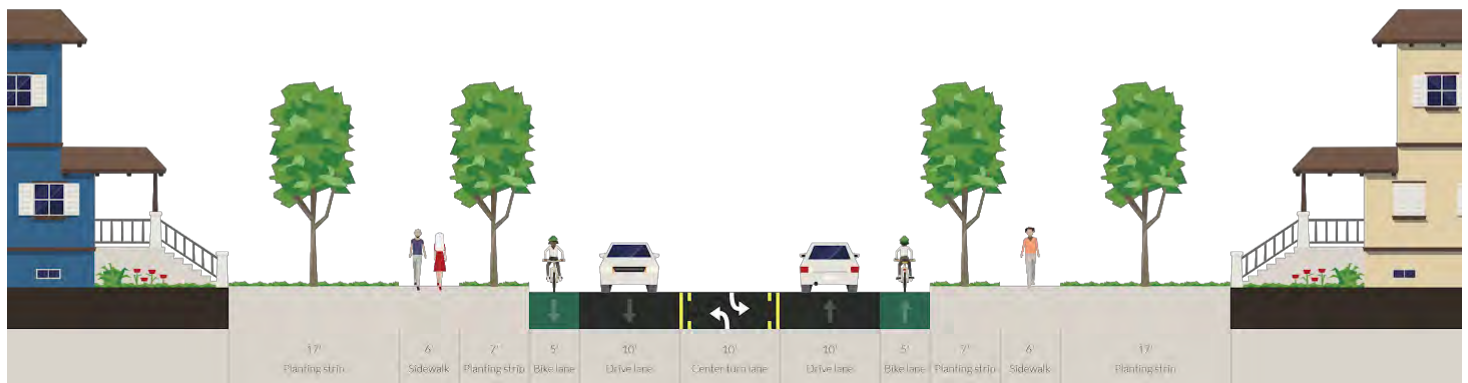 17' 6' 7' 5' 10' 10' 10' 5' 7' 6' 17'
Planting strip Sidewalk Planting strip Bike lane Drive lane Center turn lane Drive lane Bike lane Planting strip Sidewalk Planting strip